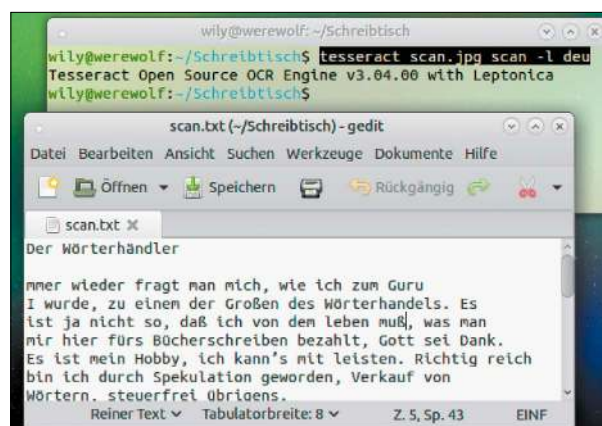 wily@werewolf: ~/Schreibtisch
wily@werewolf:~/Schreibtisch$ tesseract scan.jpg scan -l deu
Tesseract Open Source OCR Engine v3.04.00 with Leptonica
wily@werewolf:~/Schreibtisch$
scan.txt (~/Schreibtisch) - gedit
Datei Bearbeiten Ansicht Suchen Werkzeuge Dokumente Hilfe
Öffnen Speichern Rückgängig
scan.txt
Der Wörterhändler
mmer wieder fragt man mich, wie ich zum Guru
I wurde, zu einem der Großen des Wörterhandels. Es
ist ja nicht so, daß ich von dem leben muß, was man
mir hier fürs Bücherschreiben bezahlt, Gott sei Dank.
Es ist mein Hobby, ich kann's mit leisten. Richtig reich
bin ich durch Spekulation geworden, Verkauf von
Wörtern, steuerfrei übrigens.
Reiner Text Tabulatorbreite: 8 Z. 5, Sp. 43 EINF